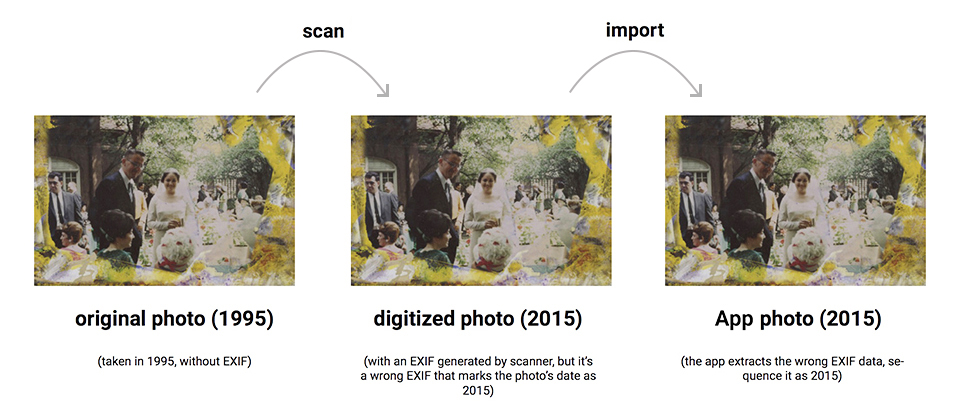 scan
import
original photo (1995)
digitized photo (2015)
App photo (2015)
(taken in 1995, without EXIF)
(with an EXIF generated by scanner, but it's
a wrong EXIF that marks the photo's date as
2015)
(the app extracts the wrong EXIF data, se-
quence it as 2015)